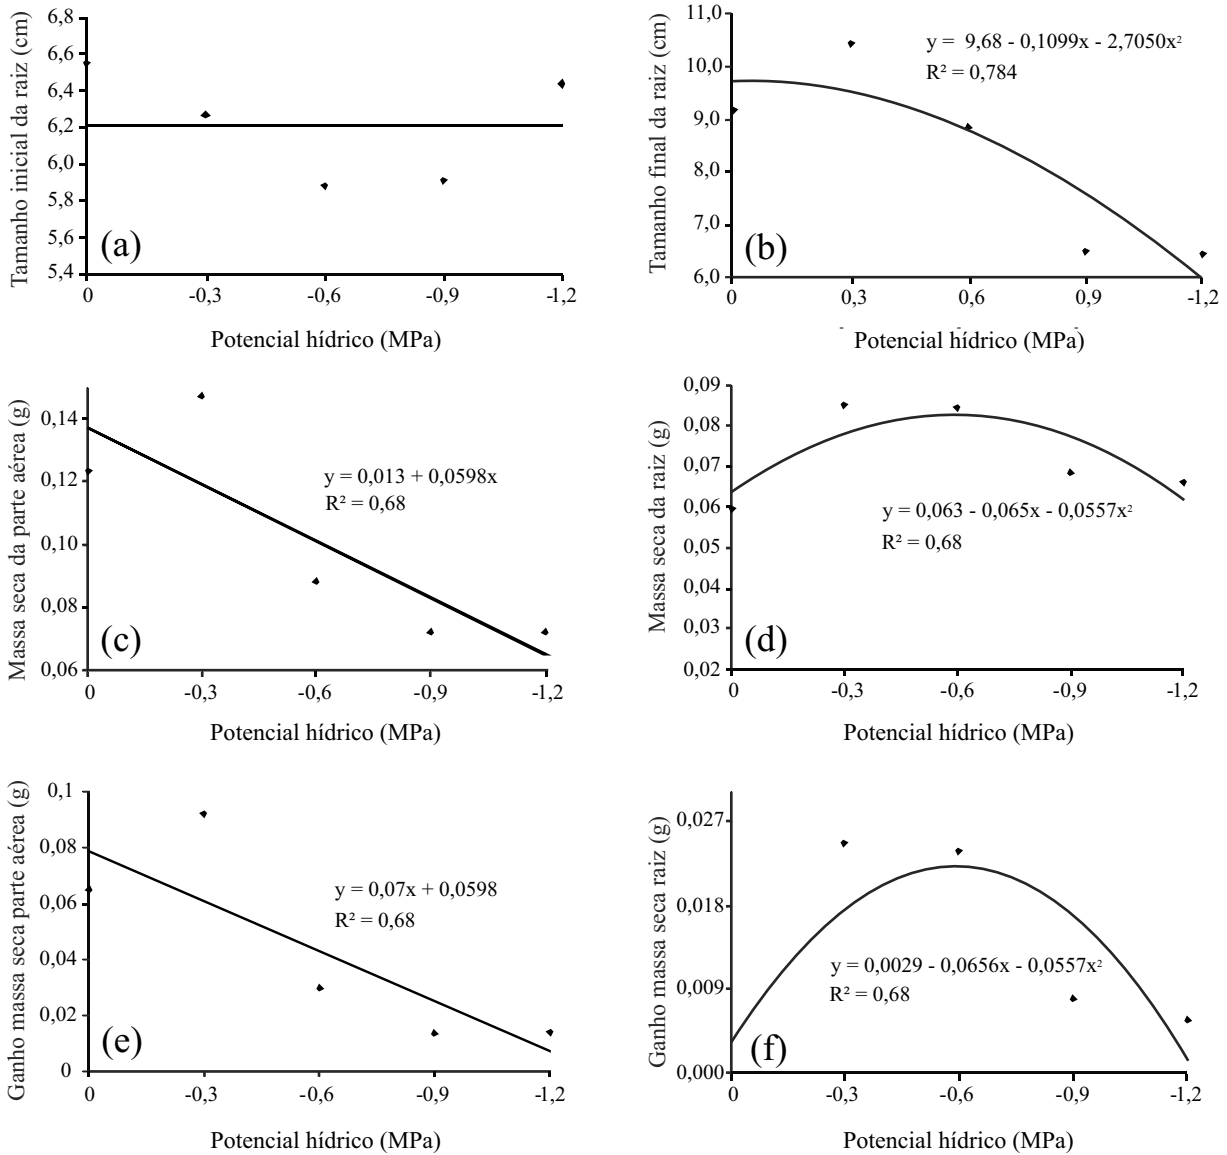 Tamanho inicial da raiz (cm)
6,8
6,6
6,4
6,2
6,0
5,8
5,6
5,4
(a)
0 -0,3 -0,6 -0,9 -1,2
Potencial hídrico (MPa)
Tamanho final da raiz (cm)
11,0
10,0
9,0
8,0
7,0
6,0
y = 9,68 - 0,1099x - 2,7050x²
R² = 0,784
(b)
0 0,3 0,6 0,9 -1,2
Potencial hídrico (MPa)
Massa seca da parte aérea (g)
0,14
0,12
0,10
0,08
0,06
y = 0,013 + 0,0598x
R² = 0,68
(c)
0 -0,3 -0,6 -0,9 -1,2
Potencial hídrico (MPa)
Massa seca da raiz (g)
0,09
0,08
0,07
0,06
0,05
0,04
0,03
0,02
y = 0,063 - 0,065x - 0,0557x²
R² = 0,68
(d)
0 -0,3 -0,6 -0,9 -1,2
Potencial hídrico (MPa)
Ganho massa seca parte aérea (g)
0,1
0,08
0,06
0,04
0,02
0
y = 0,07x + 0,0598
R² = 0,68
(e)
0 -0,3 -0,6 -0,9 -1,2
Potencial hídrico (MPa)
Ganho massa seca raiz (g)
0,027
0,018
0,009
0,000
y = 0,0029 - 0,0656x - 0,0557x²
R² = 0,68
(f)
0 -0,3 -0,6 -0,9 -1,2
Potencial hídrico (MPa)